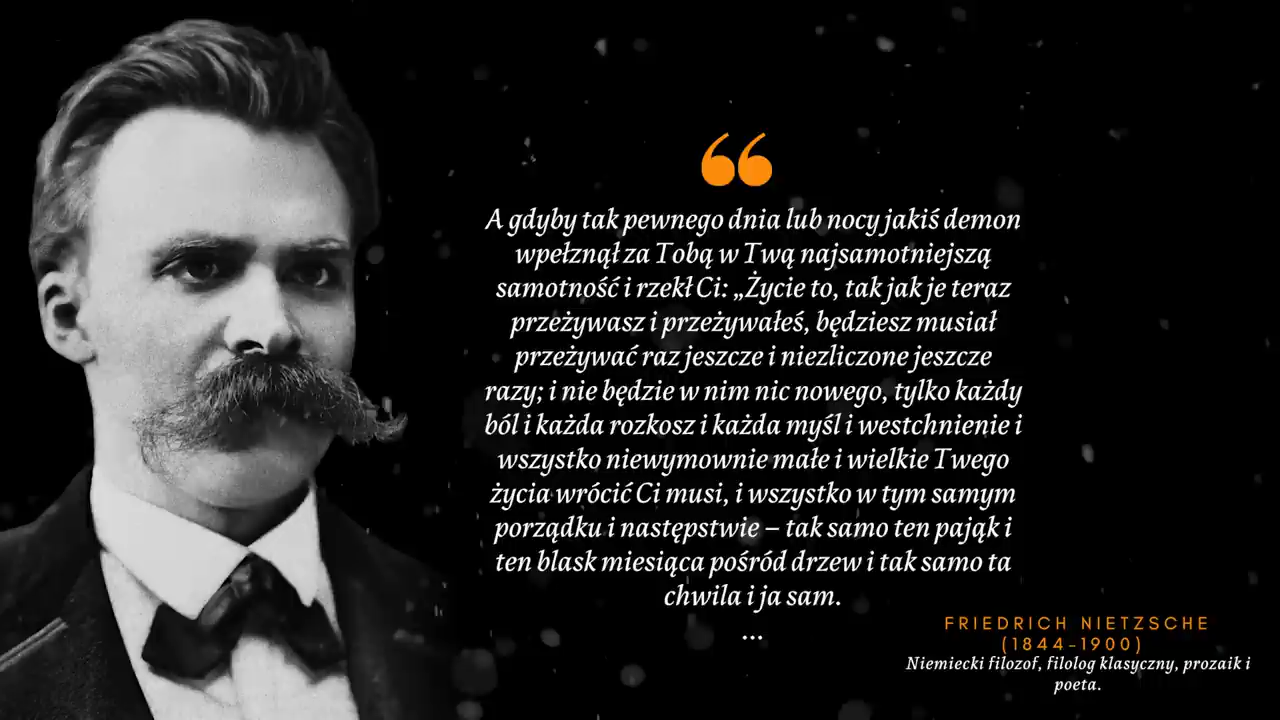 ❝
A gdyby tak pewnego dnia lub nocy jakiś demon
wpełznął za Tobą w Twą najsamotniejszą
samotność i rzekł Ci: „Życie to, tak jak je teraz
przeżywasz i przeżywałeś, będziesz musiał
przeżywać raz jeszcze i niezliczone jeszcze
razy; i nie będzie w nim nic nowego, tylko każdy
ból i każda rozkosz i każda myśl i westchnienie i
wszystko niewymownie małe i wielkie Twego
życia wrócić Ci musi, i wszystko w tym samym
porządku i następstwie – tak samo ten pająk i
ten blask miesiąca pośród drzew i tak samo ta
chwila i ja sam.
...
FRIEDRICH NIETZSCHE
(1844-1900)
Niemiecki filozof, filolog klasyczny, prozaik i
poeta.